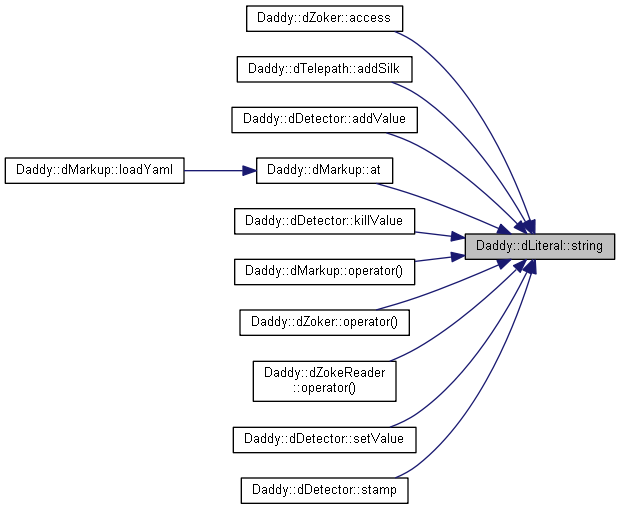 Daddy::dZoker::access
Daddy::dTelepath::addSilk
Daddy::dDetector::addValue
Daddy::dMarkup::loadYaml
Daddy::dMarkup::at
Daddy::dDetector::killValue
Daddy::dLiteral::string
Daddy::dMarkup::operator()
Daddy::dZoker::operator()
Daddy::dZokeReader
::operator()
Daddy::dDetector::setValue
Daddy::dDetector::stamp